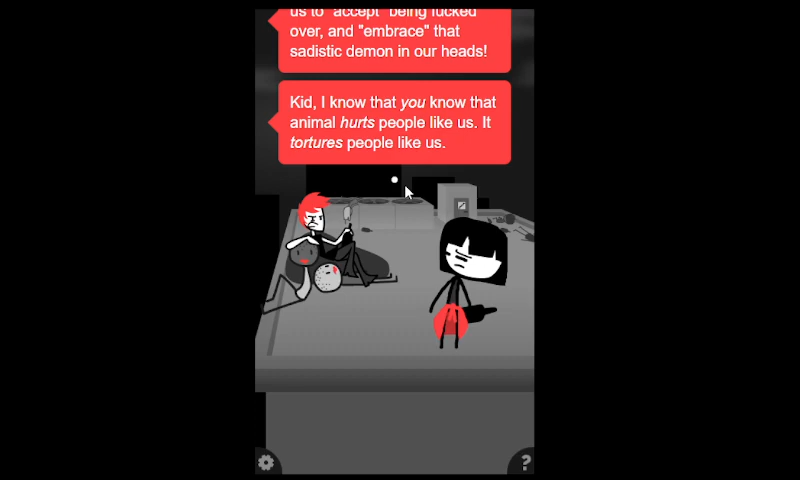 us to "accept" being fucked
over, and "embrace" that
sadistic demon in our heads!
Kid, I know that you know that
animal hurts people like us. It
tortures people like us.
?